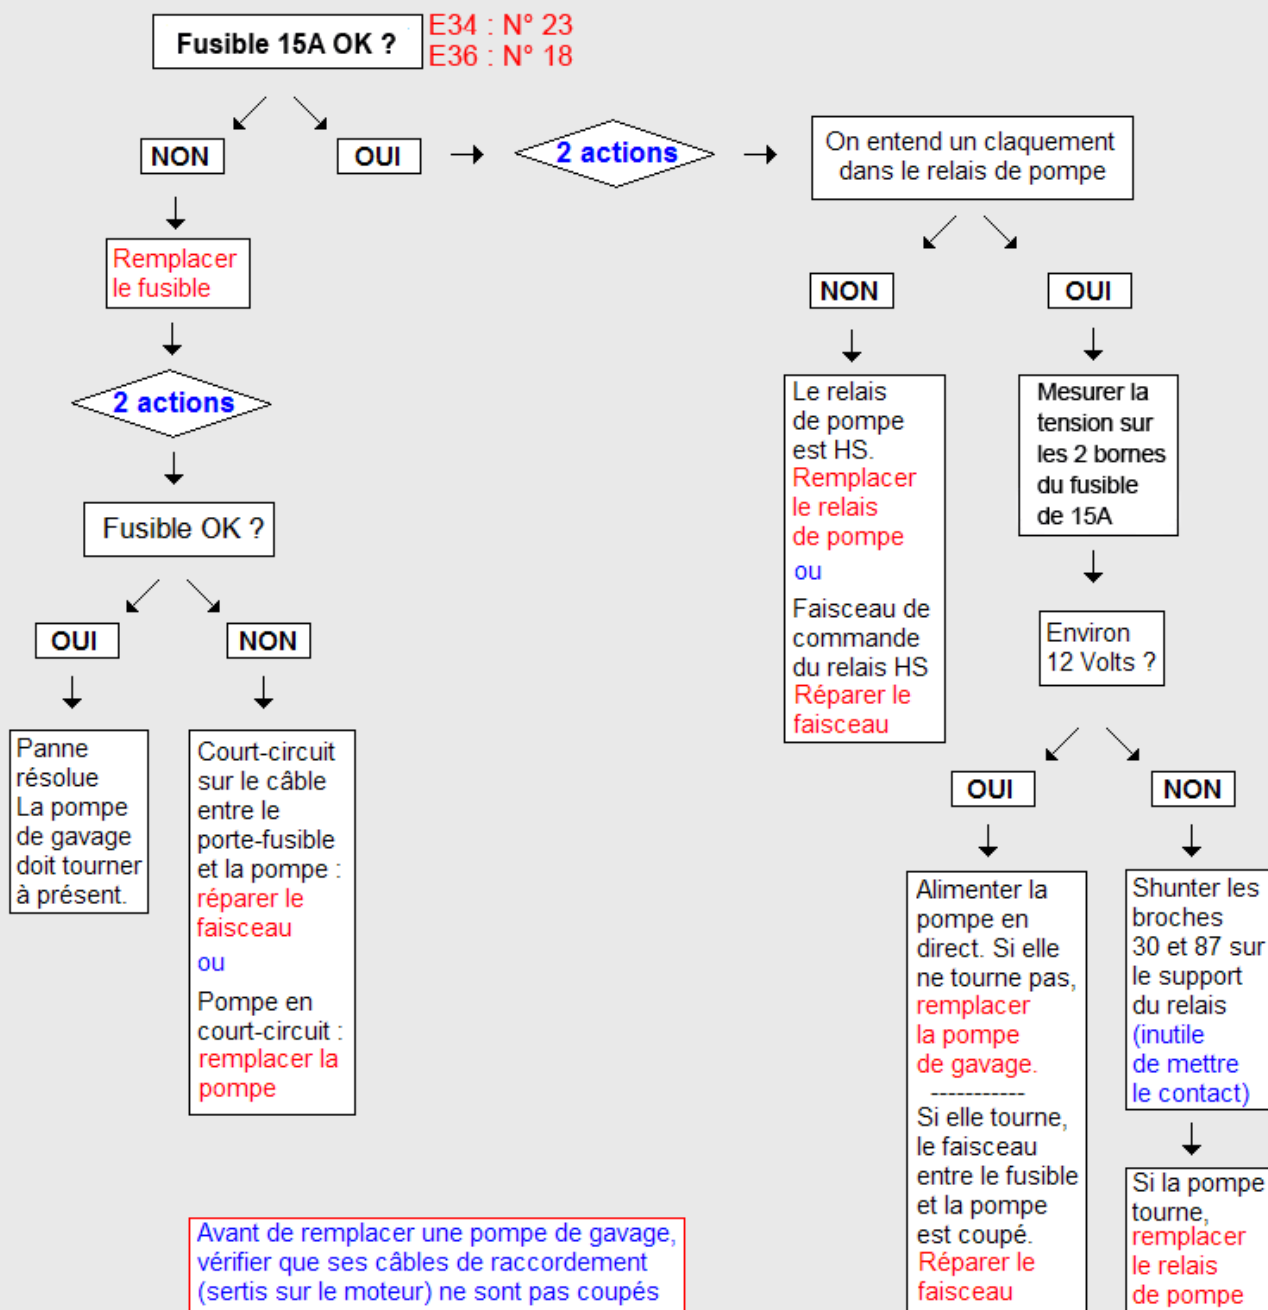 Fusible 15A OK ?
E34 : N° 23
E36 : N° 18
NON
OUI
2 actions
On entend un claquement
dans le relais de pompe
Remplacer
le fusible
2 actions
Fusible OK ?
OUI
NON
Panne
résolue
La pompe
de gavage
doit tourner
à présent.
Court-circuit
sur le câble
entre le
porte-fusible
et la pompe :
réparer le
faisceau
ou
Pompe en
court-circuit :
remplacer la
pompe
NON
OUI
Le relais
de pompe
est HS.
Remplacer
le relais
de pompe
ou
Faisceau de
commande
du relais HS
Réparer le
faisceau
Mesurer la
tension sur
les 2 bornes
du fusible
de 15A
Environ
12 Volts ?
OUI
NON
Alimenter la
pompe en
direct. Si elle
ne tourne pas,
remplacer
la pompe
de gavage.
-----------
Si elle tourne,
le faisceau
entre le fusible
et la pompe
est coupé.
Réparer le
faisceau
Shunter les
broches
30 et 87 sur
le support
du relais
(inutile
de mettre
le contact)
Si la pompe
tourne,
remplacer
le relais
de pompe
Avant de remplacer une pompe de gavage,
vérifier que ses câbles de raccordement
(sertis sur le moteur) ne sont pas coupés